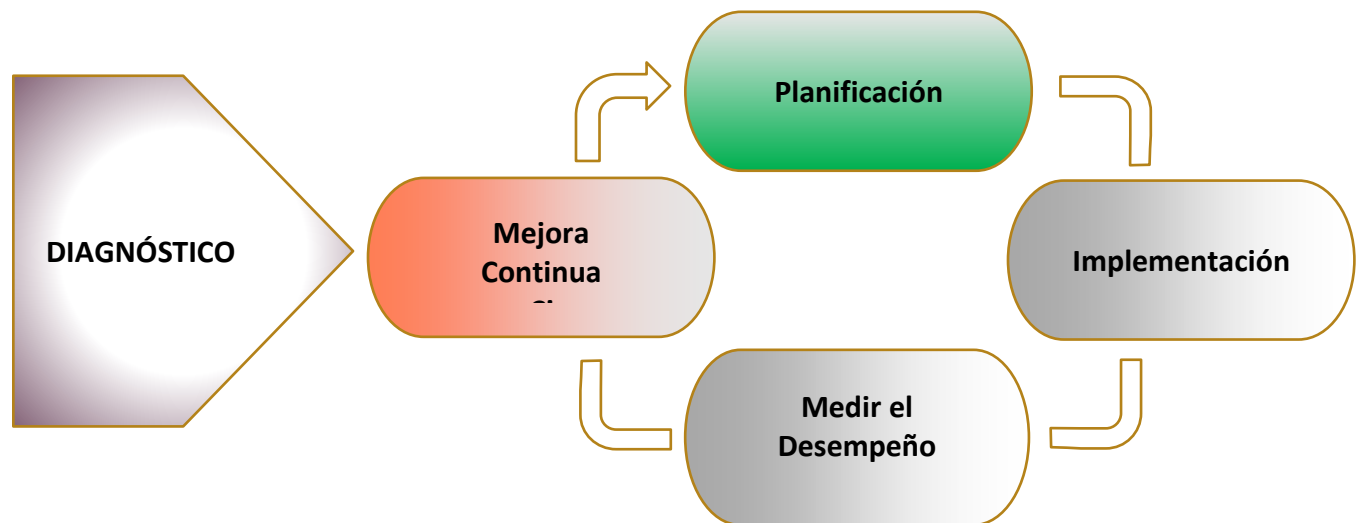 DIAGNÓSTICO
Mejora
Continua
Planificación
Implementación
Medir el
Desempeño